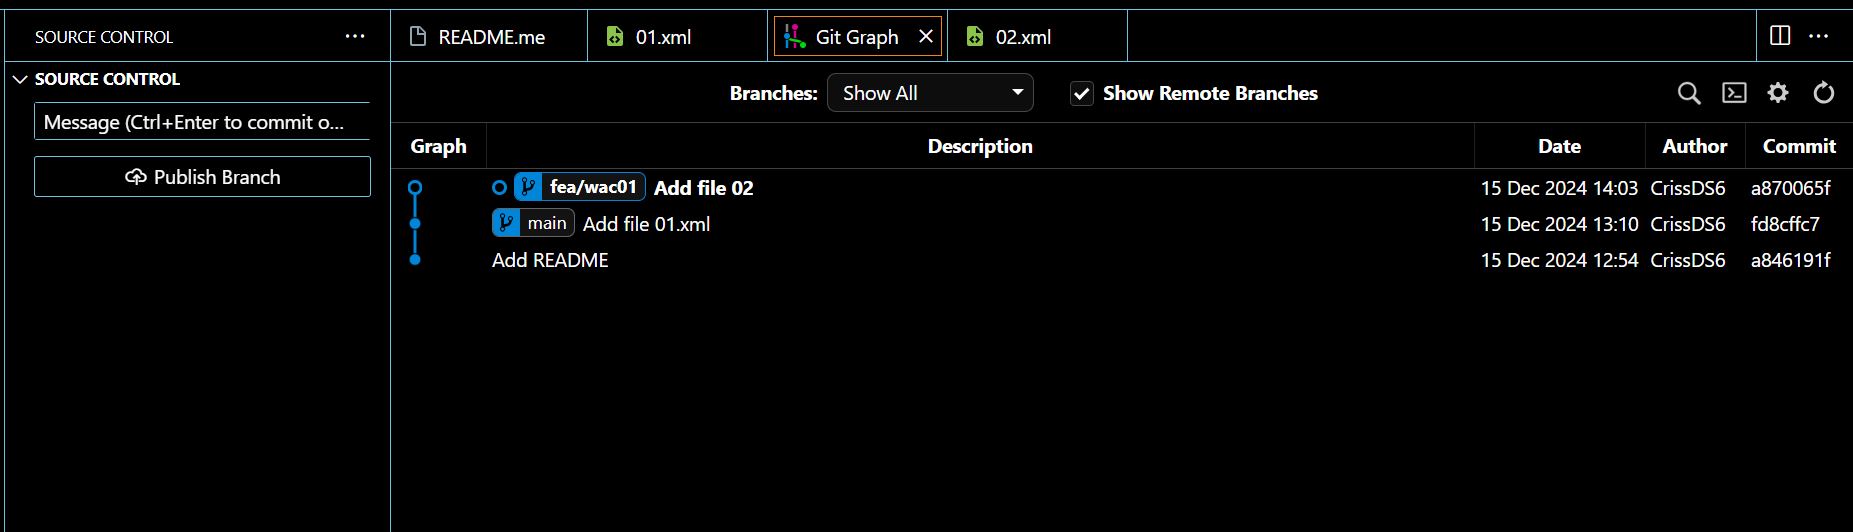 SOURCE CONTROL
README.me
01.xml
Git Graph
02.xml
SOURCE CONTROL
Message (Ctrl+Enter to commit o...
Publish Branch
Branches: Show All Show Remote Branches
Graph Description Date Author Commit
fea/wac01 Add file 02 15 Dec 2024 14:03 CrissDS6 a870065f
main Add file 01.xml 15 Dec 2024 13:10 CrissDS6 fd8cffc7
Add README 15 Dec 2024 12:54 CrissDS6 a846191f